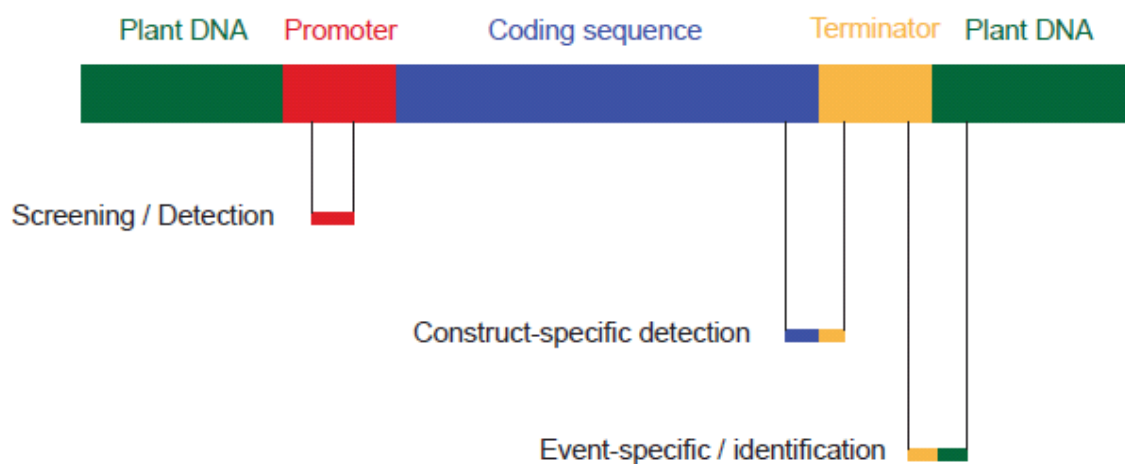 Plant DNA Promoter Coding sequence Terminator Plant DNA
Screening / Detection
Construct-specific detection
Event-specific / identification